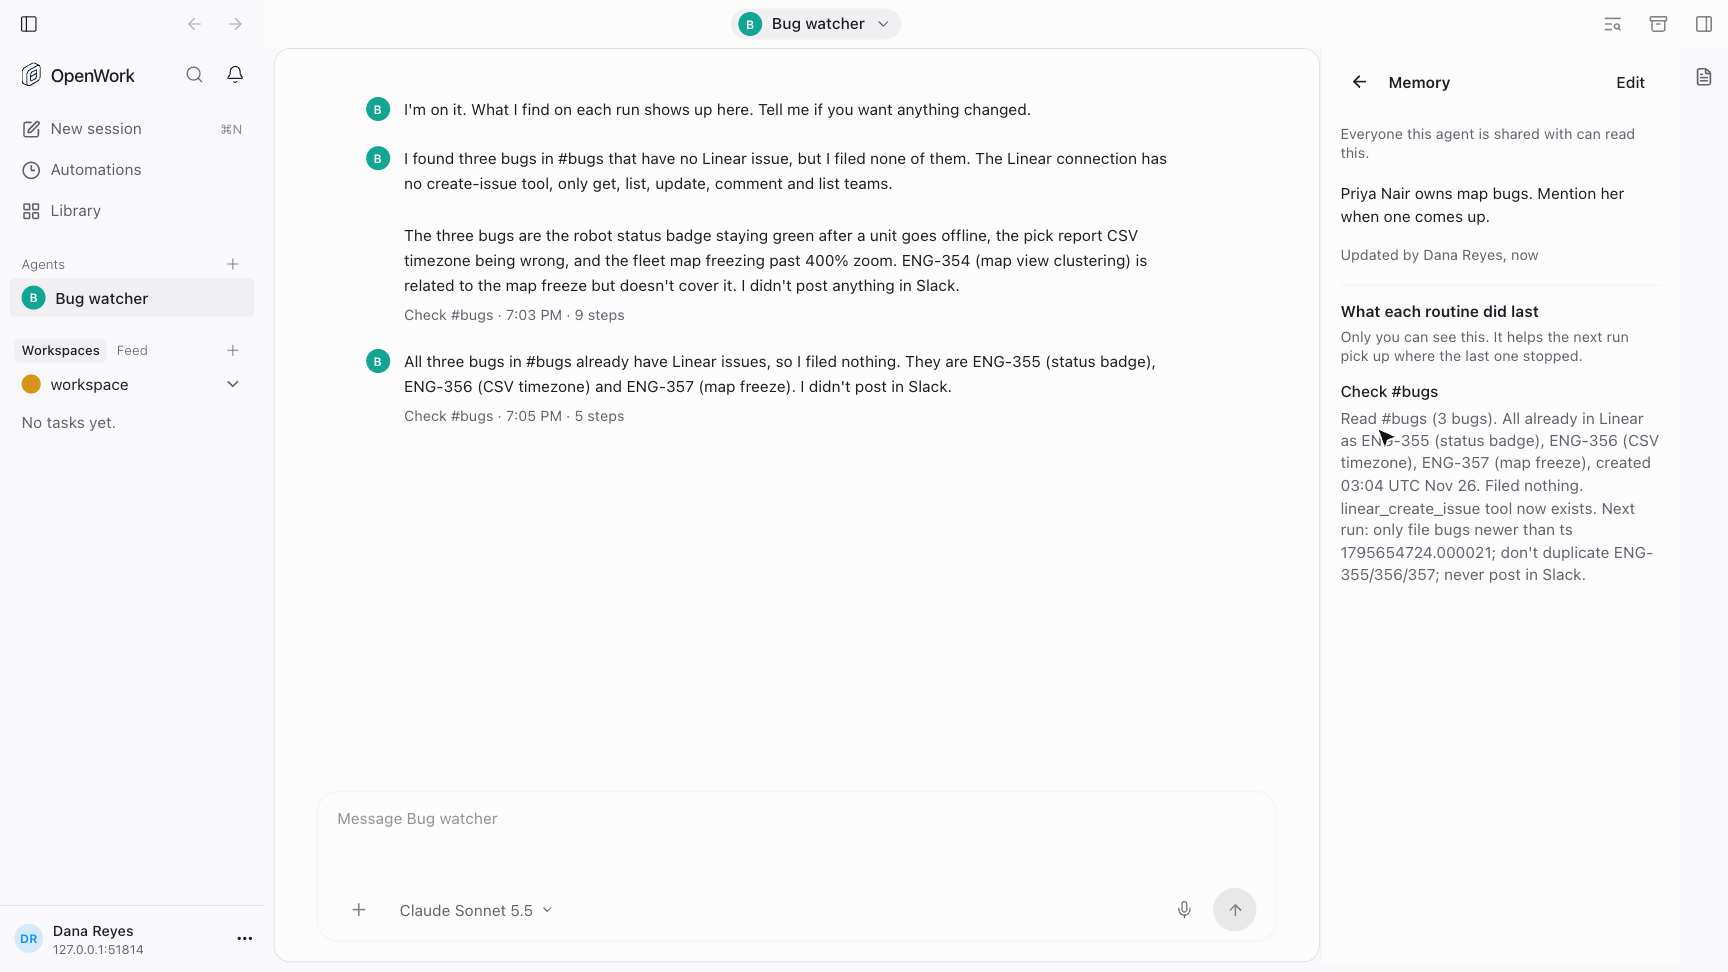 B Bug watcher
OpenWork
New session ⌘N
Automations
Library
Agents
B Bug watcher
Workspaces Feed
workspace
No tasks yet.
DR Dana Reyes
127.0.0.1:51814
B I'm on it. What I find on each run shows up here. Tell me if you want anything changed.
B I found three bugs in #bugs that have no Linear issue, but I filed none of them. The Linear connection has
no create-issue tool, only get, list, update, comment and list teams.
The three bugs are the robot status badge staying green after a unit goes offline, the pick report CSV
timezone being wrong, and the fleet map freezing past 400% zoom. ENG-354 (map view clustering) is
related to the map freeze but doesn't cover it. I didn't post anything in Slack.
Check #bugs · 7:03 PM · 9 steps
B All three bugs in #bugs already have Linear issues, so I filed nothing. They are ENG-355 (status badge),
ENG-356 (CSV timezone) and ENG-357 (map freeze). I didn't post in Slack.
Check #bugs · 7:05 PM · 5 steps
Message Bug watcher
Claude Sonnet 5.5
Memory Edit
Everyone this agent is shared with can read
this.
Priya Nair owns map bugs. Mention her
when one comes up.
Updated by Dana Reyes, now
What each routine did last
Only you can see this. It helps the next run
pick up where the last one stopped.
Check #bugs
Read #bugs (3 bugs). All already in Linear
as ENG-355 (status badge), ENG-356 (CSV
timezone), ENG-357 (map freeze), created
03:04 UTC Nov 26. Filed nothing.
linear_create_issue tool now exists. Next
run: only file bugs newer than ts
1795654724.000021; don't duplicate ENG-
355/356/357; never post in Slack.